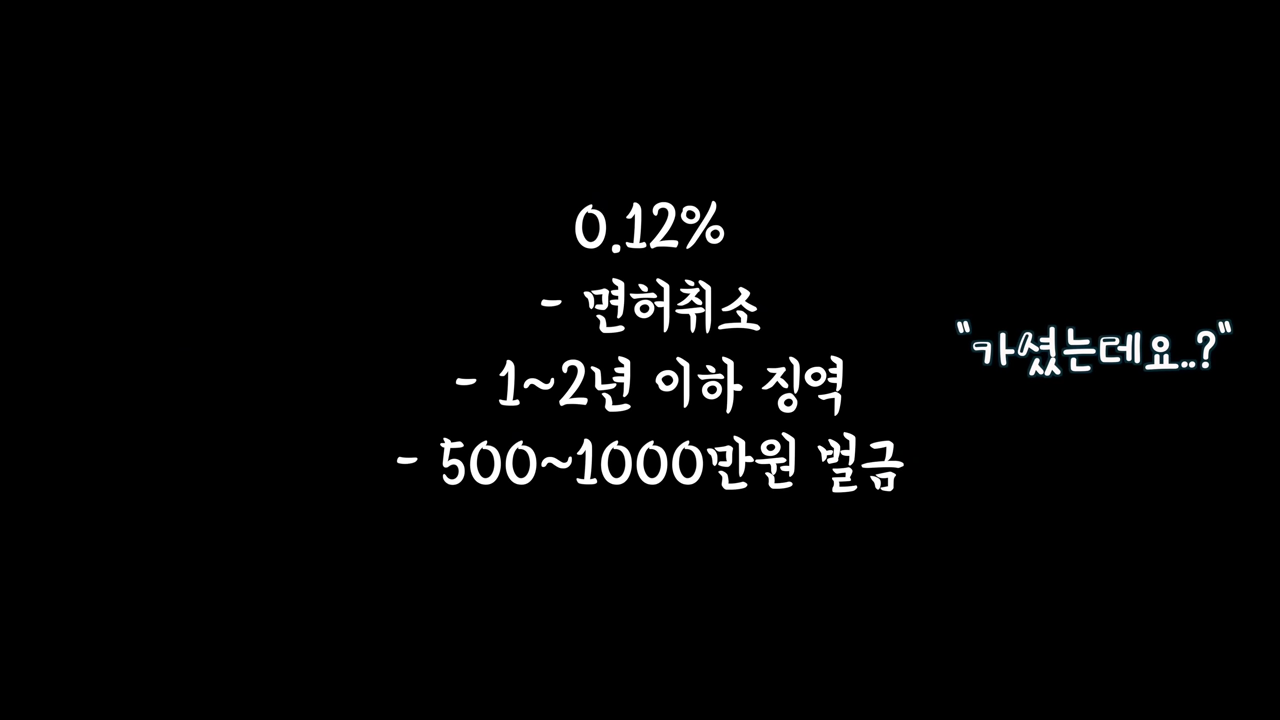 0.12%
- 면허취소
- 1~2년 이하 징역
- 500~1000만원 벌금
"가셨는데요..?"